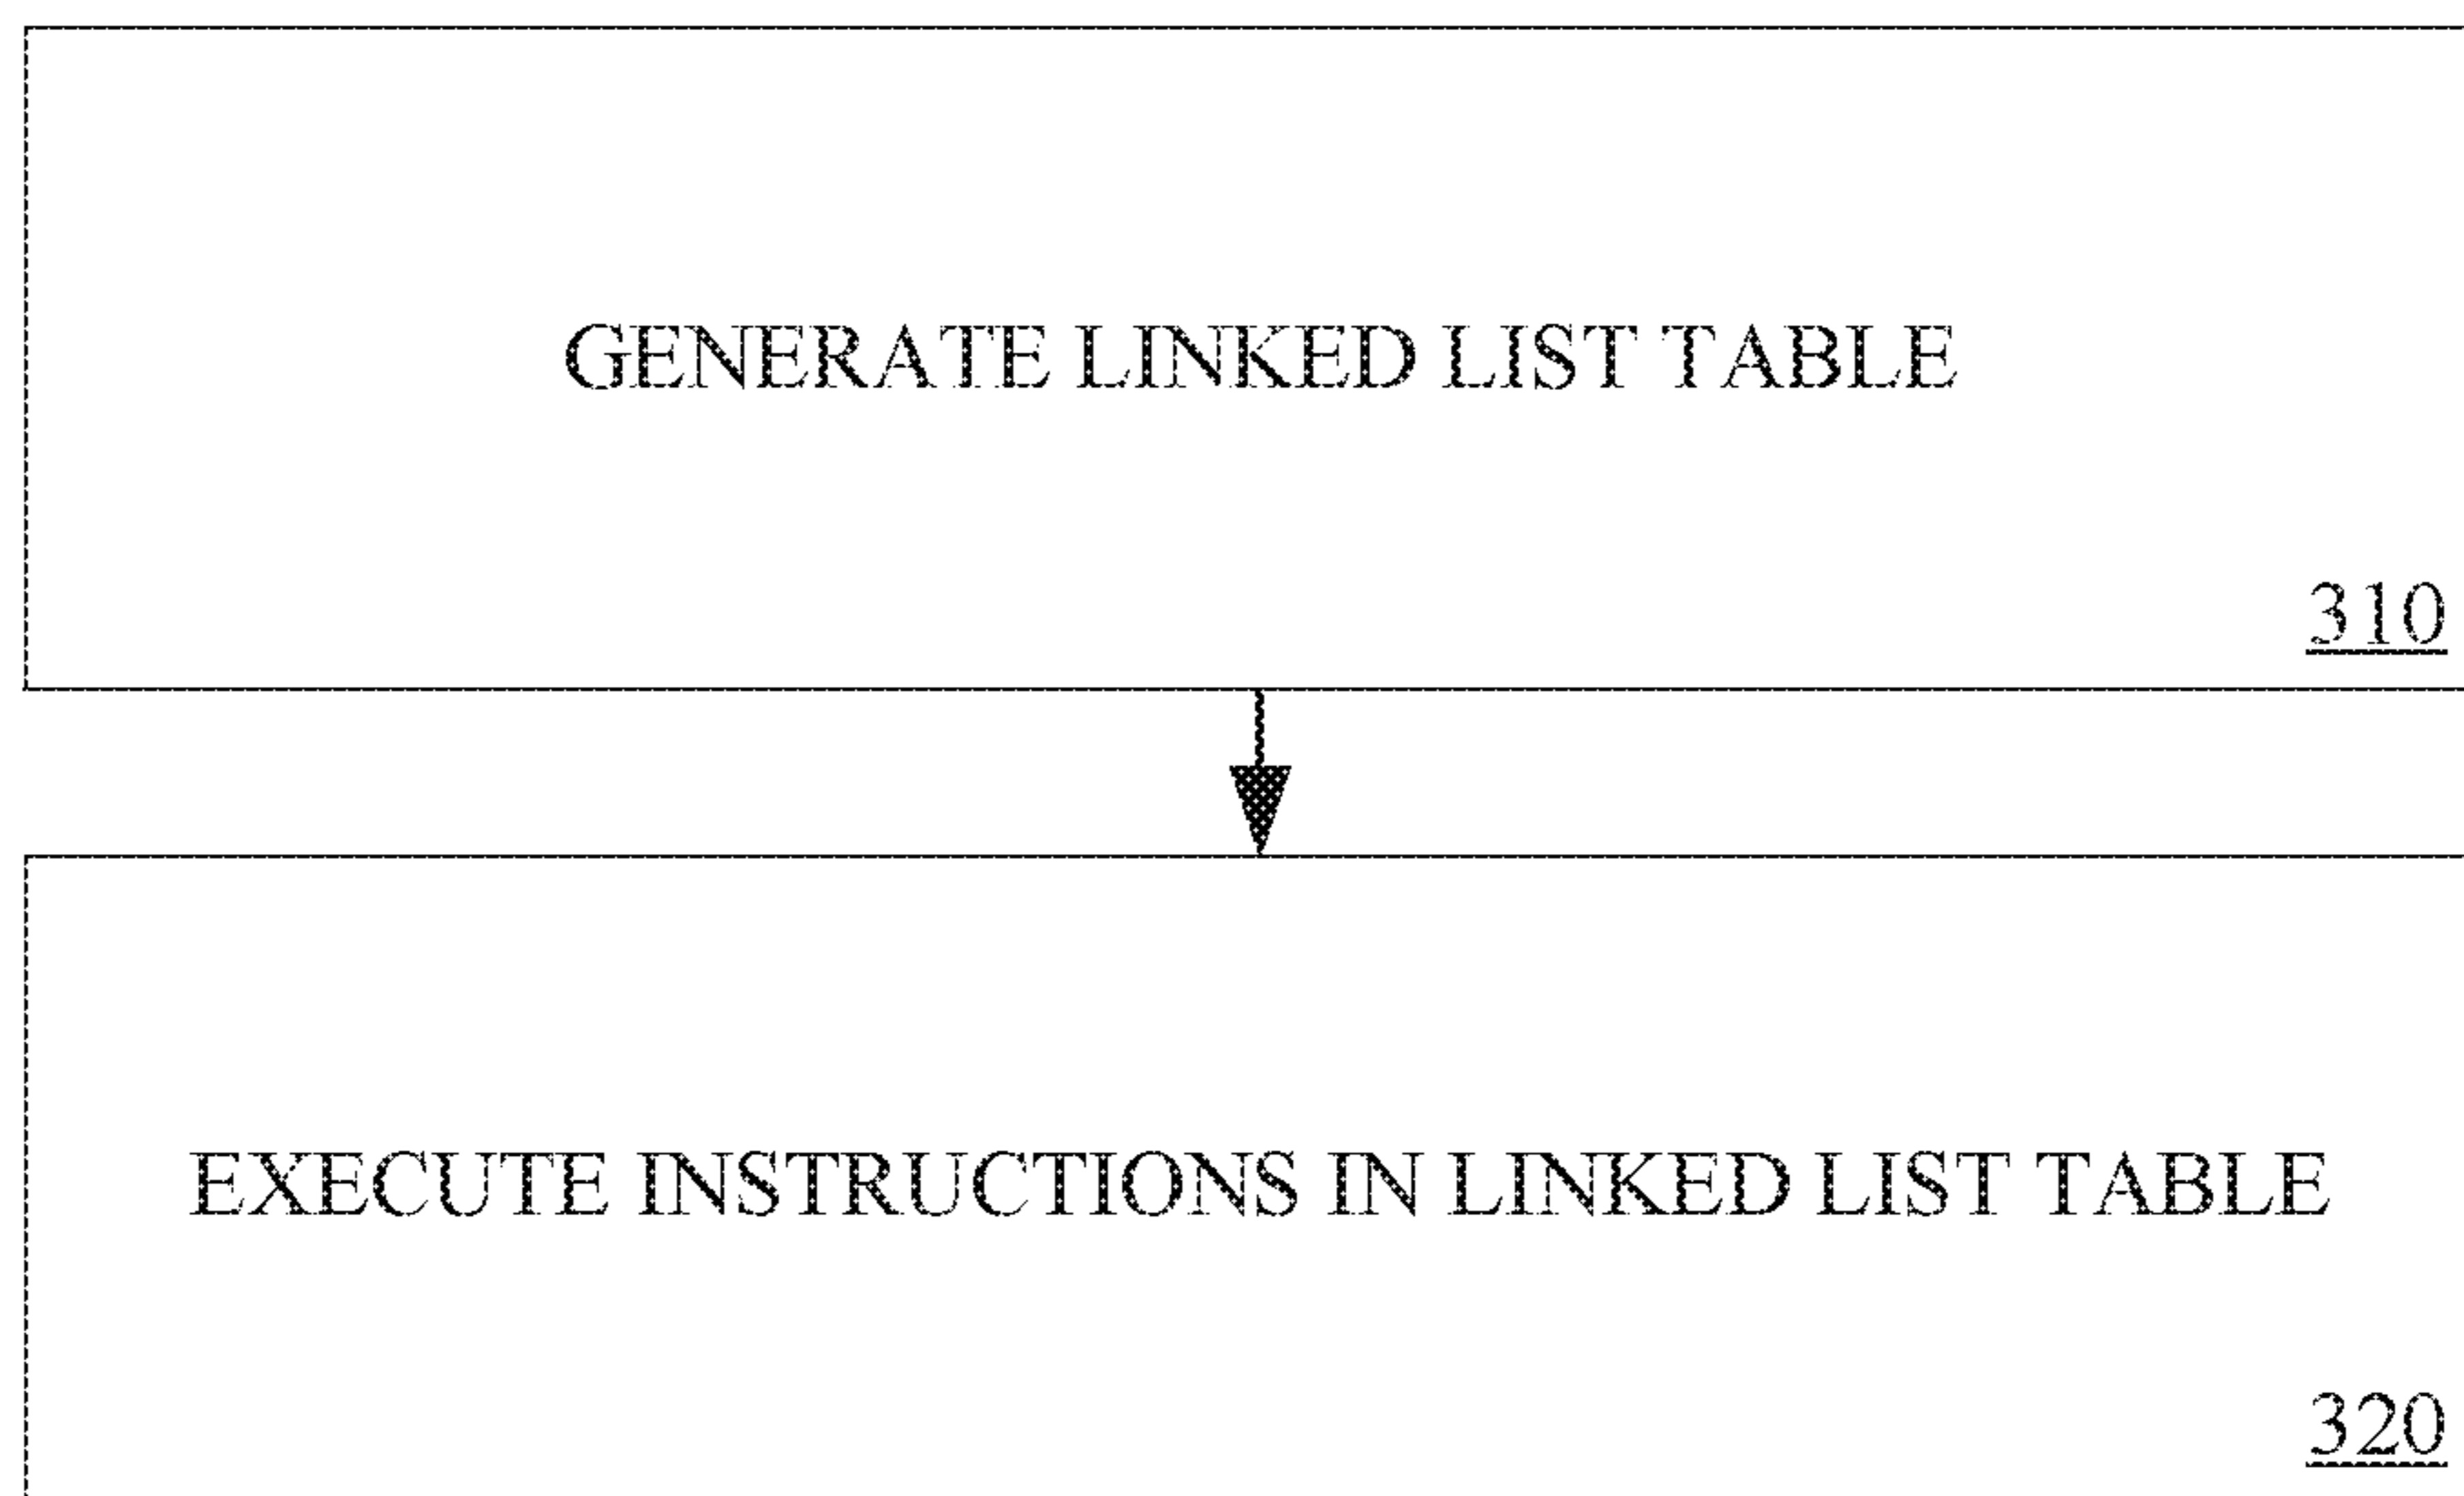 GENERATE LINKED LIST TABLE
310
EXECUTE INSTRUCTIONS IN LINKED LIST TABLE
320